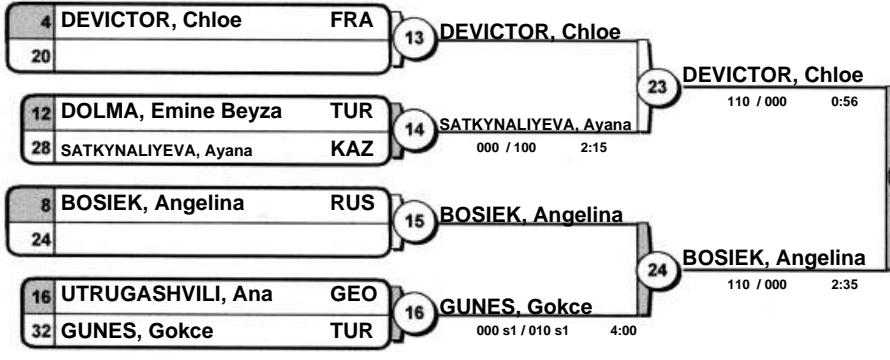 4 DEVICTOR, Chloe FRA
20
13 DEVICTOR, Chloe
12 DOLMA, Emine Beyza TUR
28 SATKYNALIYEVA, Ayana KAZ
14 SATKYNALIYEVA, Ayana
000 / 100 2:15
23 DEVICTOR, Chloe
110 / 000 0:56
8 BOSIEK, Angelina RUS
24
15 BOSIEK, Angelina
16 UTRUGASHVILI, Ana GEO
32 GUNES, Gokce TUR
16 GUNES, Gokce
000 s1 / 010 s1 4:00
24 BOSIEK, Angelina
110 / 000 2:35